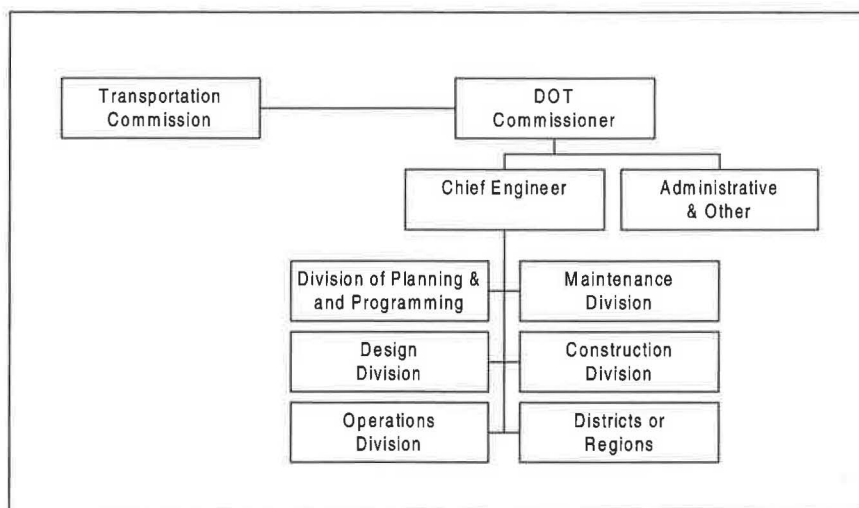 Transportation
Commission
DOT
Commissioner
Chief Engineer
Administrative
& Other
Division of Planning &
and Programming
Maintenance
Division
Design
Division
Construction
Division
Operations
Division
Districts or
Regions